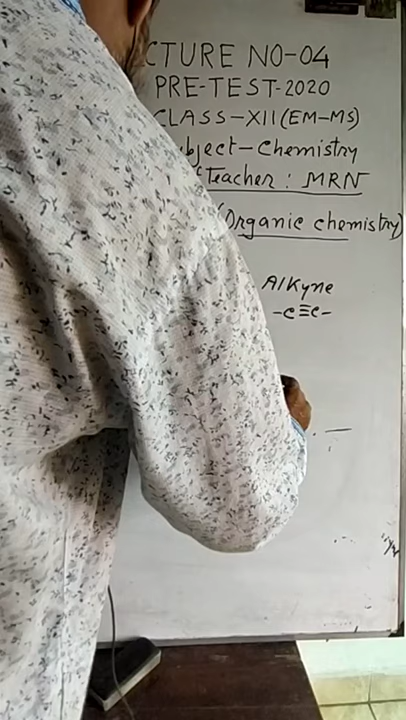 CTURE NO-04
PRE-TEST-2020
CLASS-XII(EM-MS)
bject-Chemistry
teacher: MRN
(Organic chemistry)
Alkyne
-C≡C-